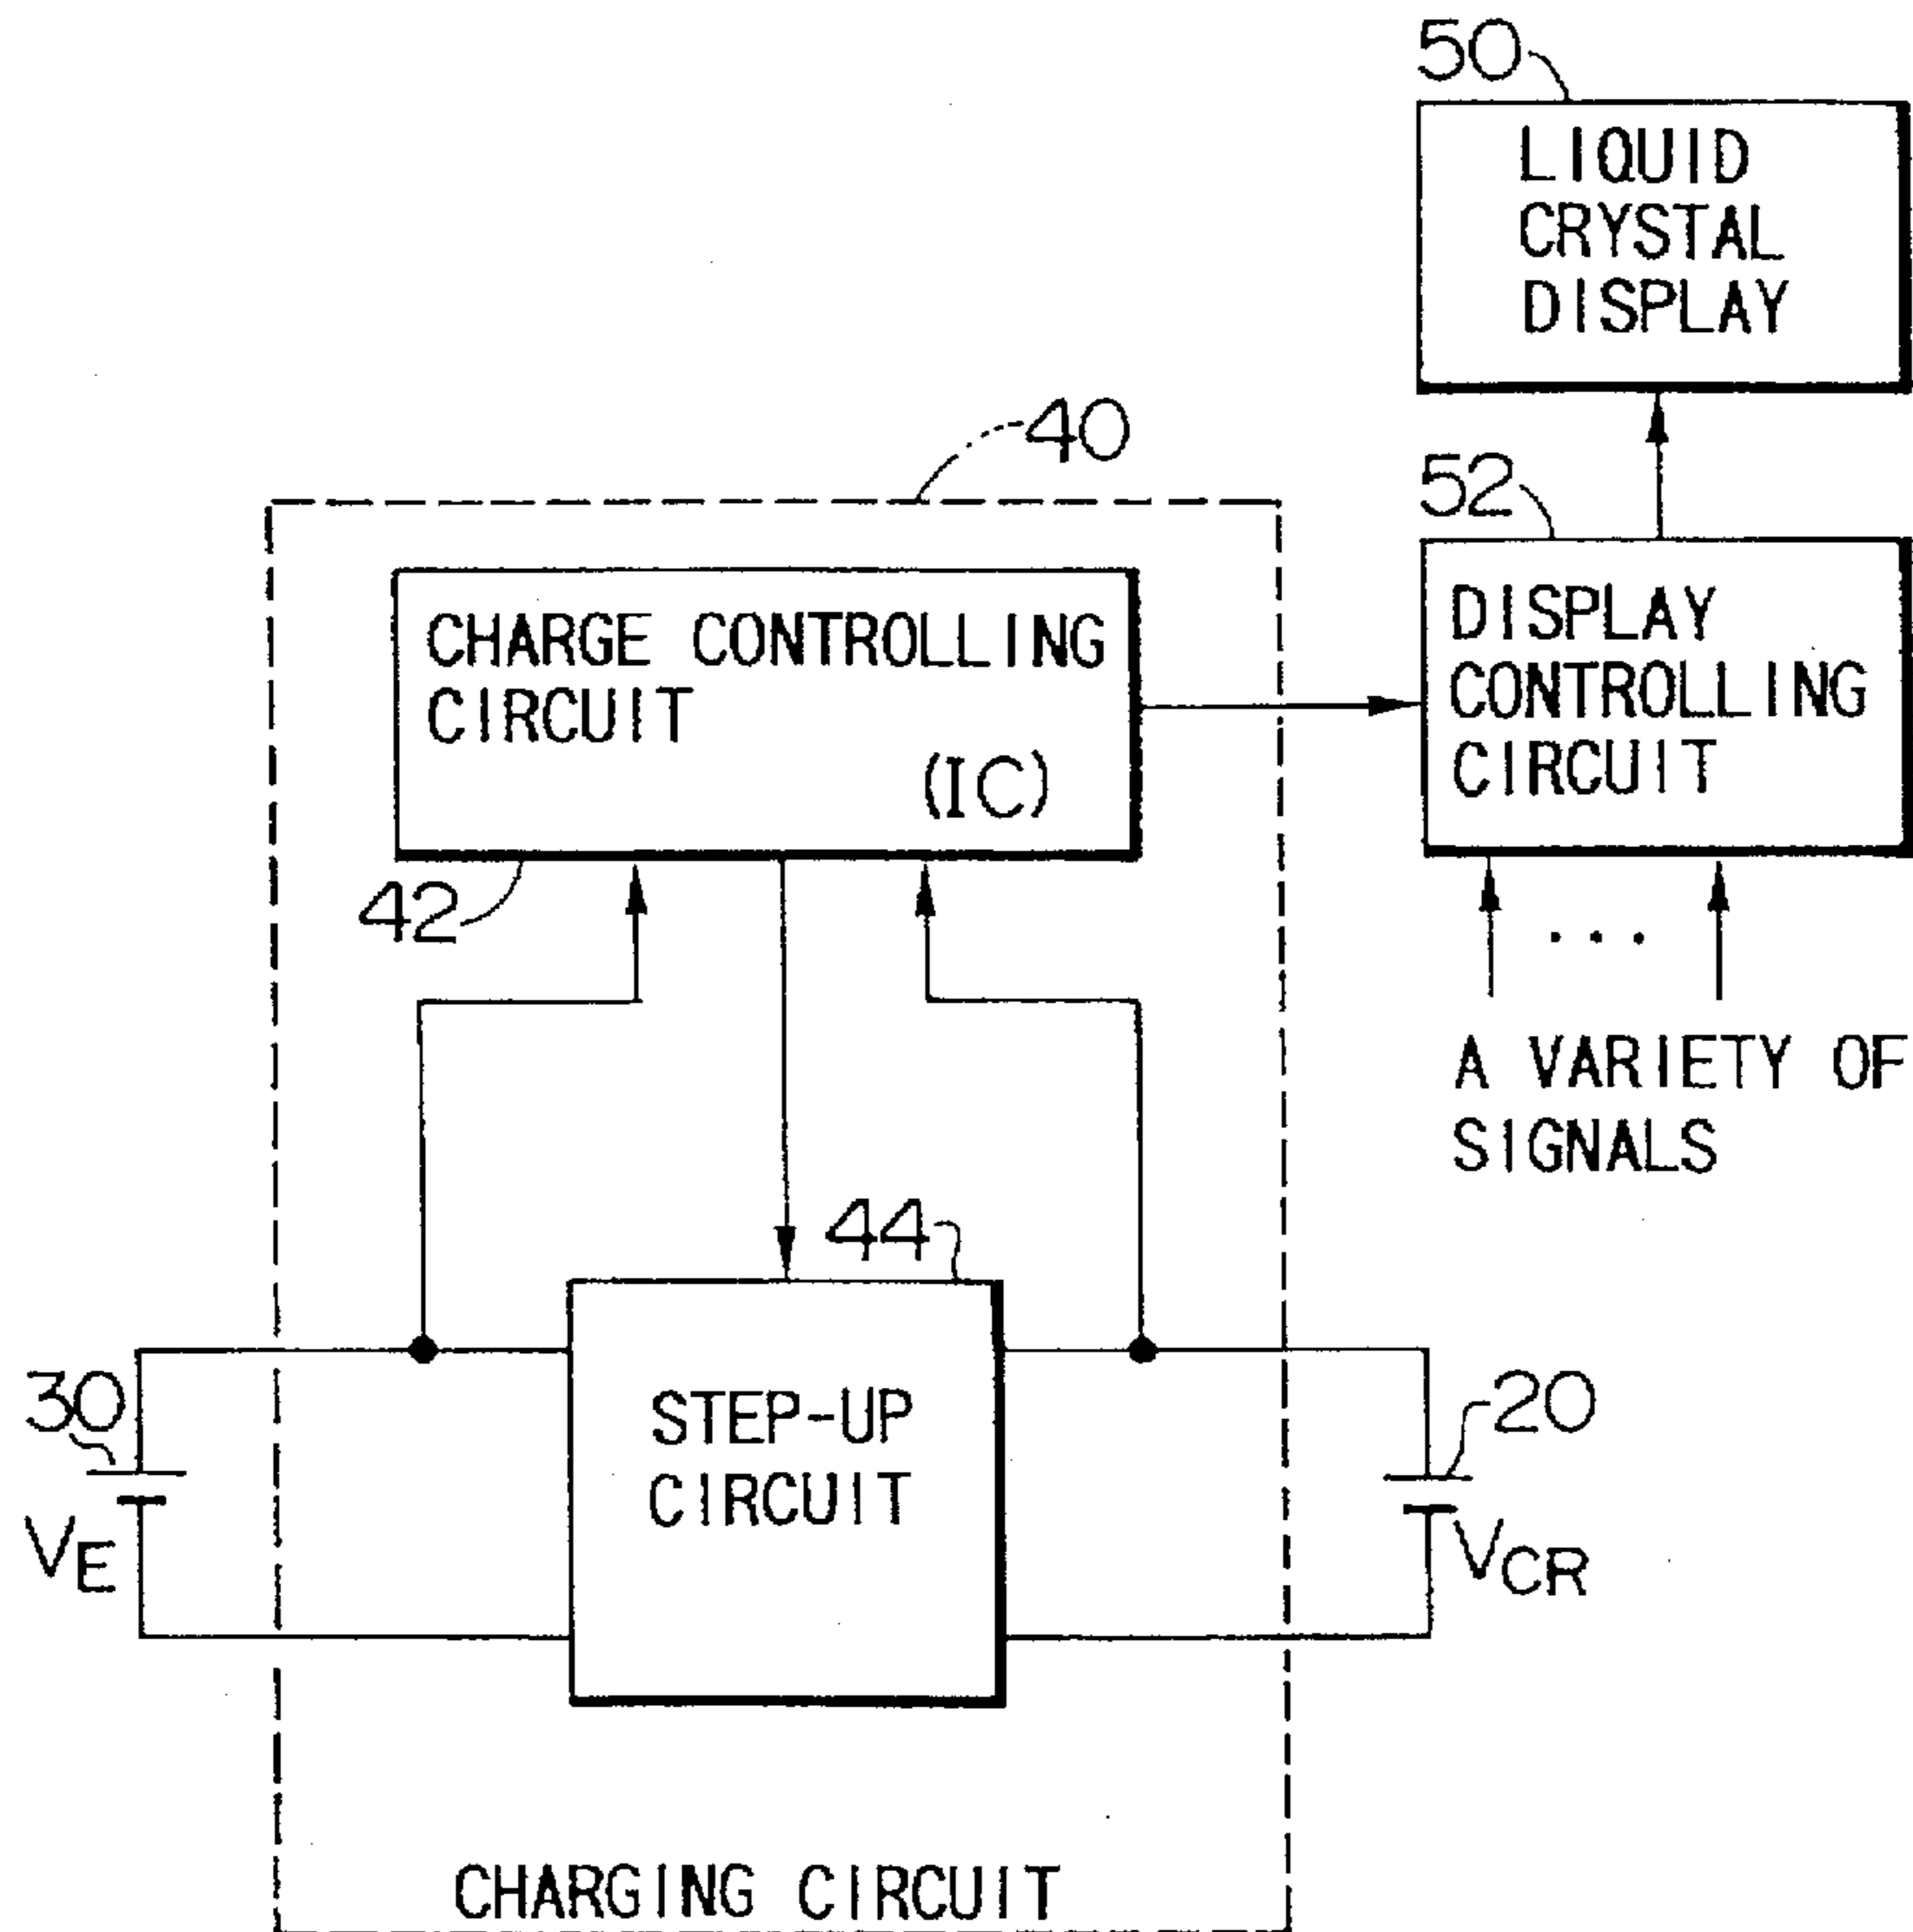 50
LIQUID
CRYSTAL
DISPLAY
40
52
CHARGE CONTROLLING
CIRCUIT
(IC)
DISPLAY
CONTROLLING
CIRCUIT
42
A VARIETY OF
SIGNALS
44
30
STEP-UP
CIRCUIT
20
VE
VCR
CHARGING CIRCUIT